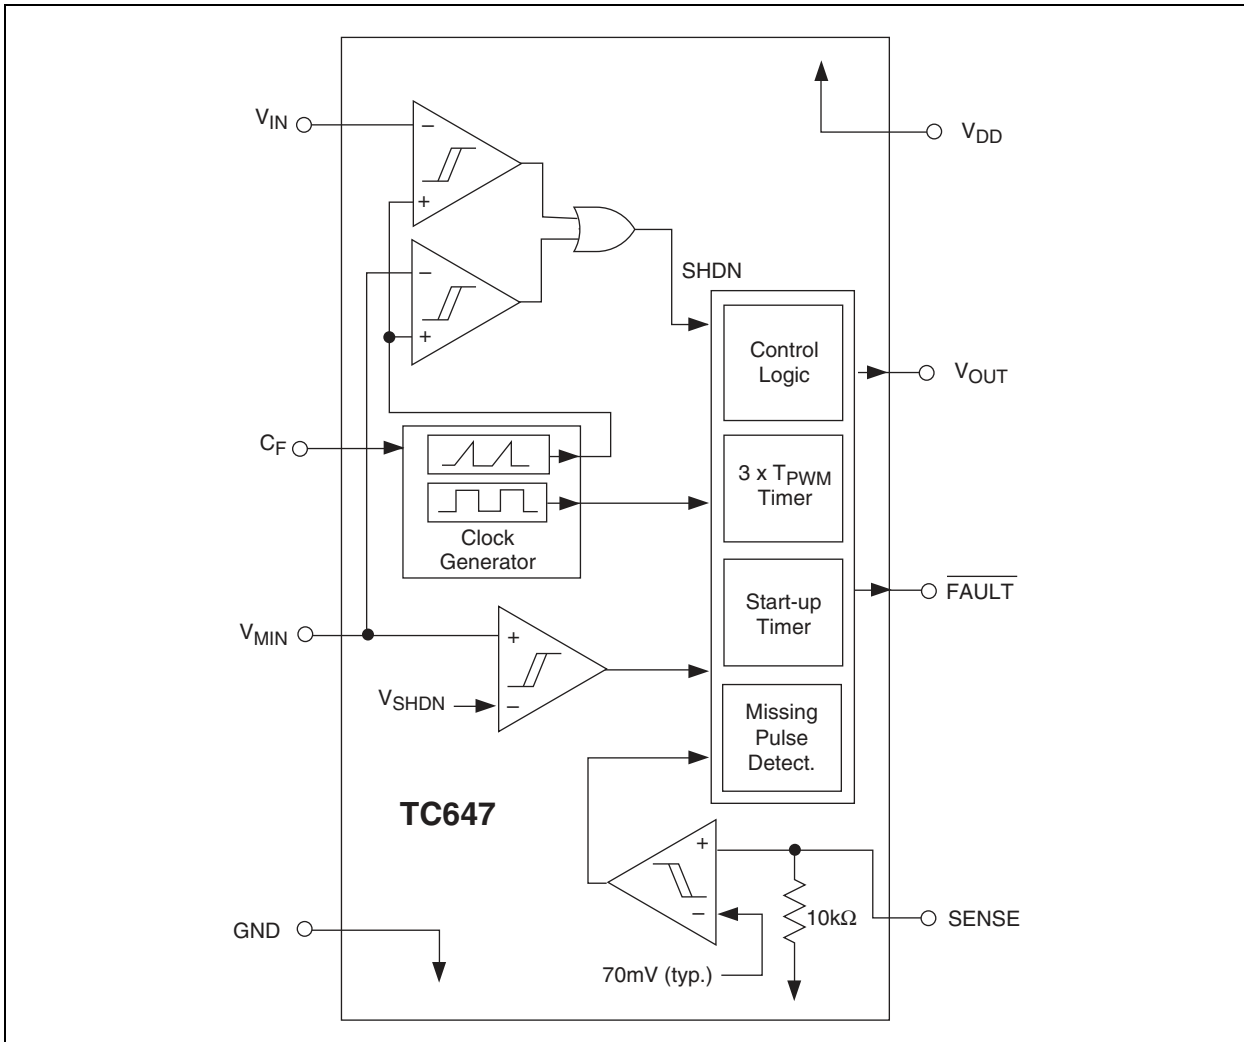 V_IN
−
+
V_DD
−
+
SHDN
Control
Logic
V_OUT
C_F
3 x T_PWM
Timer
Clock
Generator
FAULT
Start-up
Timer
V_MIN
+
V_SHDN
−
Missing
Pulse
Detect.
TC647
+
−
10kΩ
SENSE
GND
70mV (typ.)